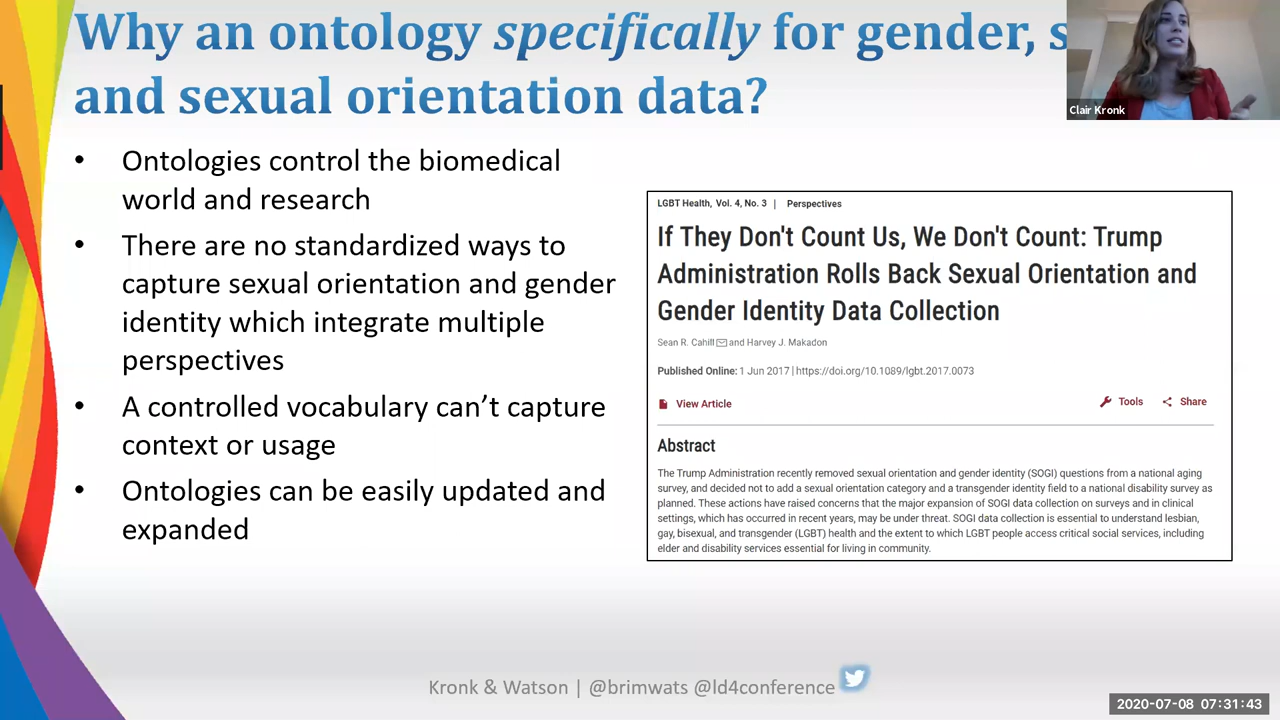 Why an ontology specifically for gender, s
and sexual orientation data?
Clair Kronk
• Ontologies control the biomedical
world and research
• There are no standardized ways to
capture sexual orientation and gender
identity which integrate multiple
perspectives
• A controlled vocabulary can’t capture
context or usage
• Ontologies can be easily updated and
expanded
LGBT Health, Vol. 4, No. 3 | Perspectives
If They Don't Count Us, We Don't Count: Trump
Administration Rolls Back Sexual Orientation and
Gender Identity Data Collection
Sean R. Cahill and Harvey J. Makadon
Published Online: 1 Jun 2017 | https://doi.org/10.1089/lgbt.2017.0073
View Article Tools Share
Abstract
The Trump Administration recently removed sexual orientation and gender identity (SOGI) questions from a national aging
survey, and decided not to add a sexual orientation category and a transgender identity field to a national disability survey as
planned. These actions have raised concerns that the major expansion of SOGI data collection on surveys and in clinical
settings, which has occurred in recent years, may be under threat. SOGI data collection is essential to understand lesbian,
gay, bisexual, and transgender (LGBT) health and the extent to which LGBT people access critical social services, including
elder and disability services essential for living in community.
Kronk & Watson | @brimwats @ld4conference
2020-07-08 07:31:43